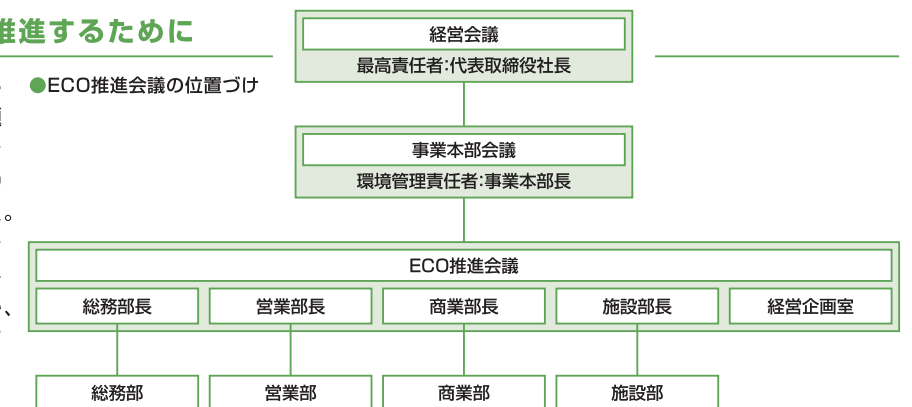 推進するために
●ECO推進会議の位置づけ
経営会議
最高責任者:代表取締役社長
事業本部会議
環境管理責任者:事業本部長
ECO推進会議
総務部長 営業部長 商業部長 施設部長 経営企画室
総務部 営業部 商業部 施設部